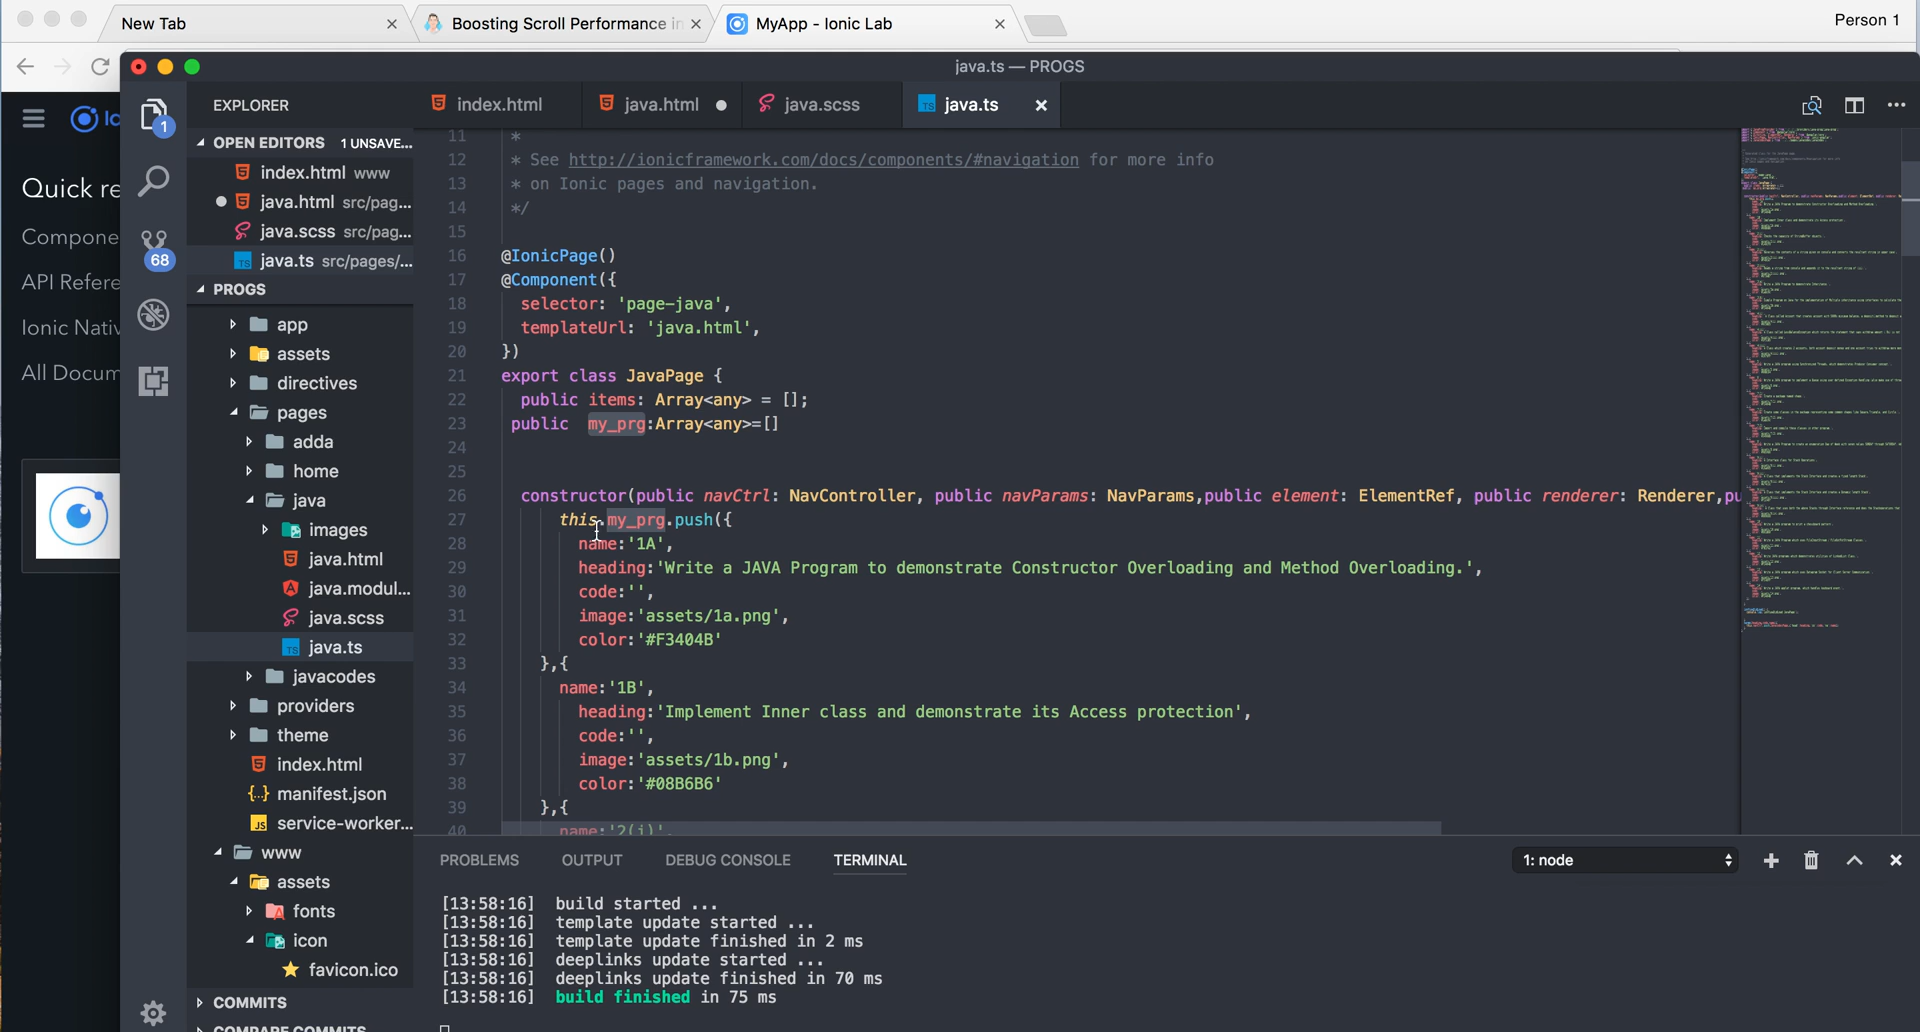 New Tab
Boosting Scroll Performance in
MyApp - Ionic Lab
Person 1
java.ts — PROGS
Quick re
Compone
API Refere
Ionic Nativ
All Docum
1
68
EXPLORER
OPEN EDITORS 1 UNSAVE...
index.html www
java.html src/pag...
java.scss src/pag...
TS java.ts src/pages/...
PROGS
app
assets
directives
pages
adda
home
java
images
java.html
java.modul...
java.scss
TS java.ts
javacodes
providers
theme
index.html
{..} manifest.json
JS service-worker...
www
assets
fonts
icon
favicon.ico
COMMITS
COMPARE COMMITS
index.html
java.html
java.scss
TS java.ts
11 *
12 * See http://ionicframework.com/docs/components/#navigation for more info
13 * on Ionic pages and navigation.
14 */
15
16 @IonicPage()
17 @Component({
18 selector: 'page-java',
19 templateUrl: 'java.html',
20 })
21 export class JavaPage {
22 public items: Array<any> = [];
23 public my_prg:Array<any>=[]
24
25
26 constructor(public navCtrl: NavController, public navParams: NavParams,public element: ElementRef, public renderer: Renderer,pu
27 this.my_prg.push({
28 name:'1A',
29 heading:'Write a JAVA Program to demonstrate Constructor Overloading and Method Overloading.',
30 code:'',
31 image:'assets/1a.png',
32 color:'#F3404B'
33 },{
34 name:'1B',
35 heading:'Implement Inner class and demonstrate its Access protection',
36 code:'',
37 image:'assets/1b.png',
38 color:'#08B6B6'
39 },{
40 name:'2(i)',
PROBLEMS
OUTPUT
DEBUG CONSOLE
TERMINAL
1: node
[13:58:16] build started ...
[13:58:16] template update started ...
[13:58:16] template update finished in 2 ms
[13:58:16] deeplinks update started ...
[13:58:16] deeplinks update finished in 70 ms
[13:58:16] build finished in 75 ms